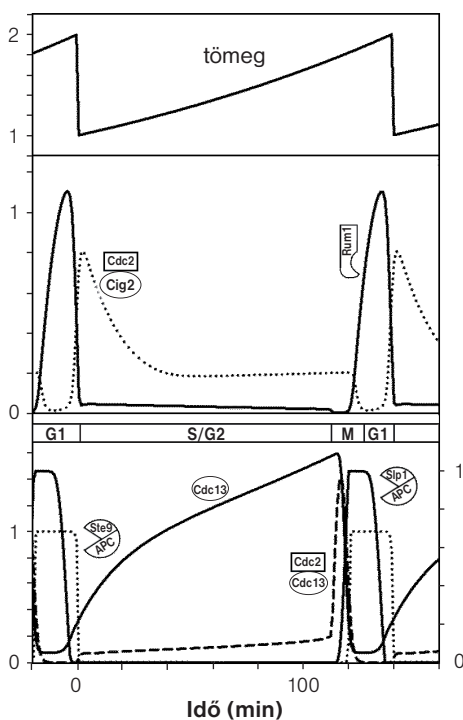 2
tömeg
1
1
Cdc2
Cig2
Rum1
0
G1 S/G2 M G1
Cdc13
Slp1
APC
1
Ste9
APC
1
Cdc2
Cdc13
0
0
0 100
Idő (min)